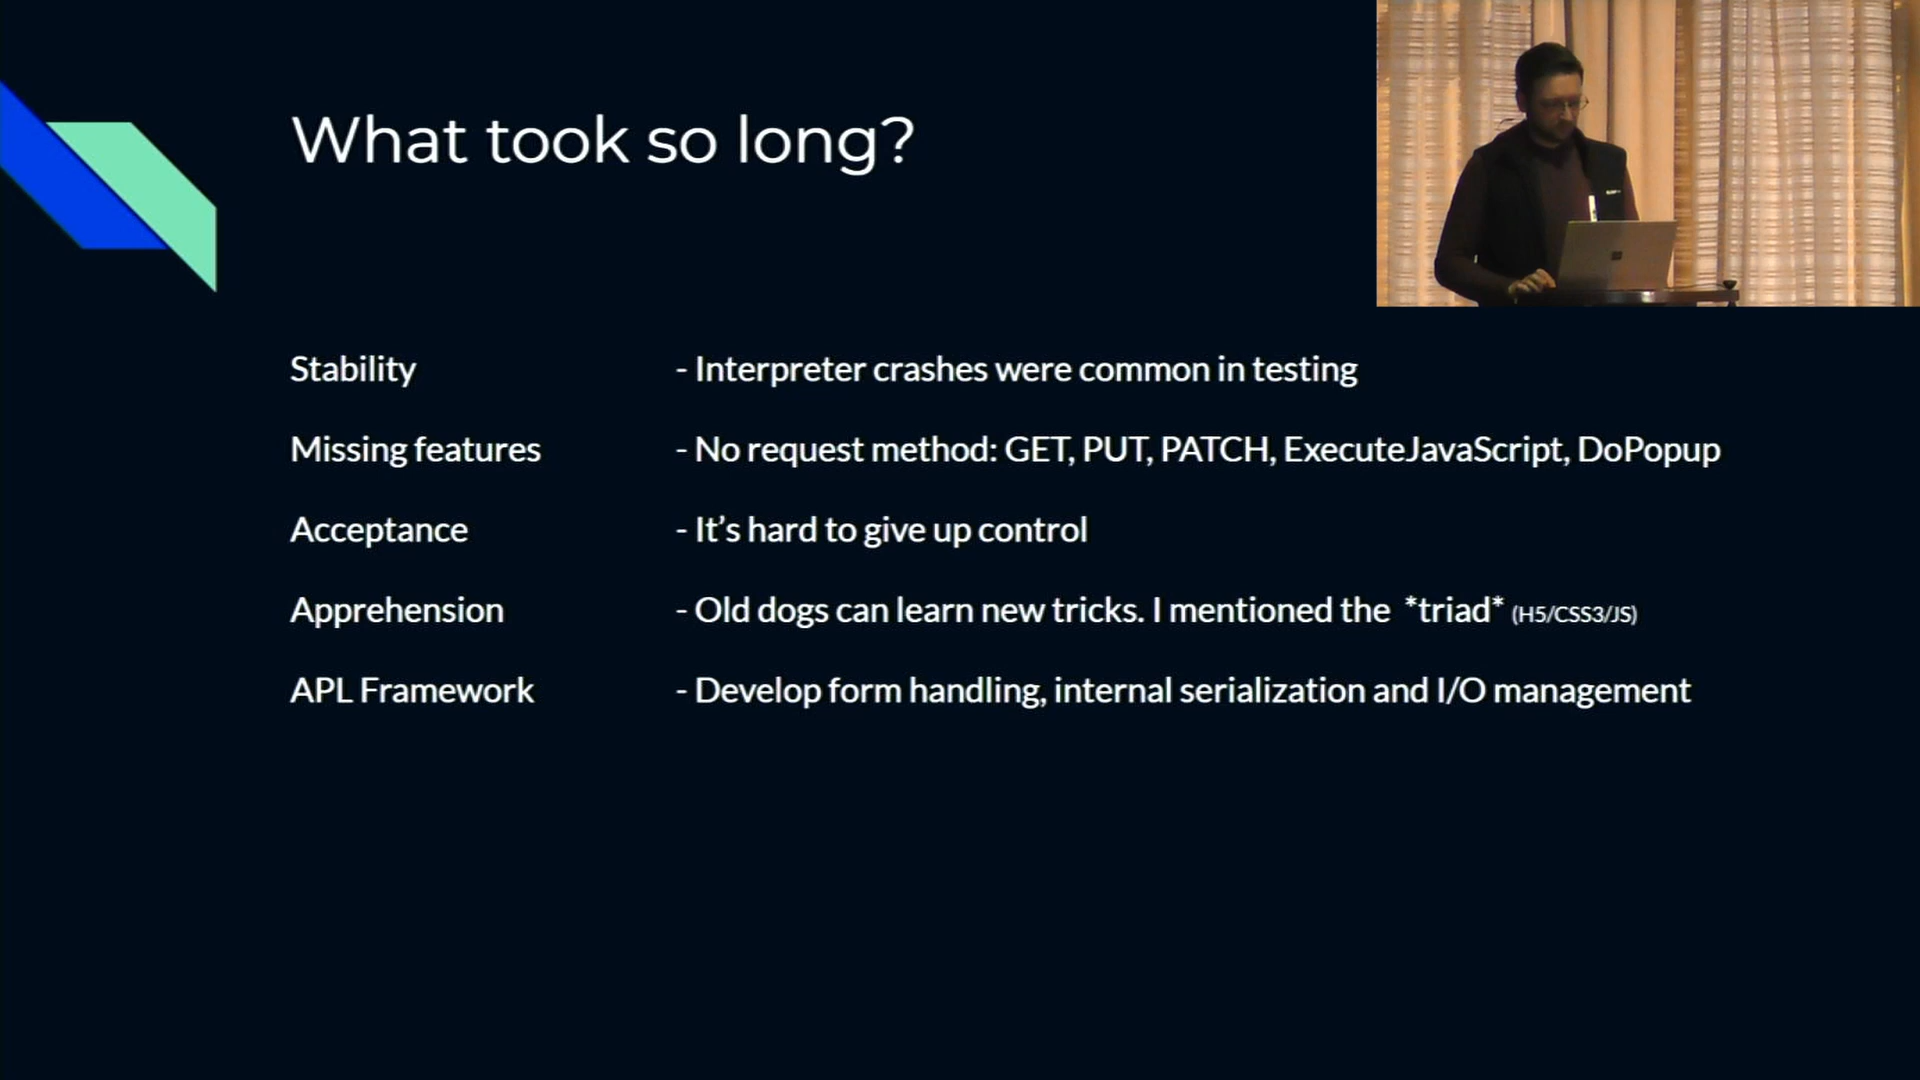 What took so long?
Stability - Interpreter crashes were common in testing
Missing features - No request method: GET, PUT, PATCH, ExecuteJavaScript, DoPopup
Acceptance - It’s hard to give up control
Apprehension - Old dogs can learn new tricks. I mentioned the *triad* (H5/CSS3/JS)
APL Framework - Develop form handling, internal serialization and I/O management